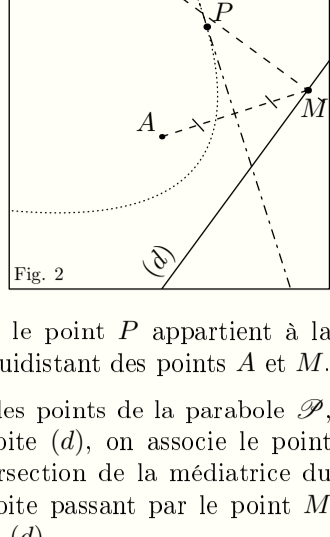 P
A
M
(d)
Fig. 2
le point P appartient à la
uidistant des points A et M.
les points de la parabole 𝒫,
oite (d), on associe le point
rsection de la médiatrice du
oite passant par le point M
(d)